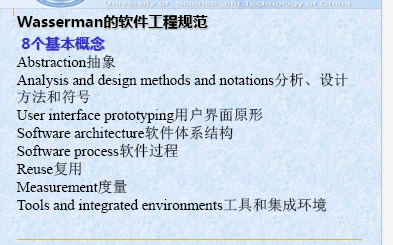 University of Science and Technology of China
Wasserman的软件工程规范
8个基本概念
Abstraction抽象
Analysis and design methods and notations分析、设计
方法和符号
User interface prototyping用户界面原形
Software architecture软件体系结构
Software process软件过程
Reuse复用
Measurement度量
Tools and integrated environments工具和集成环境